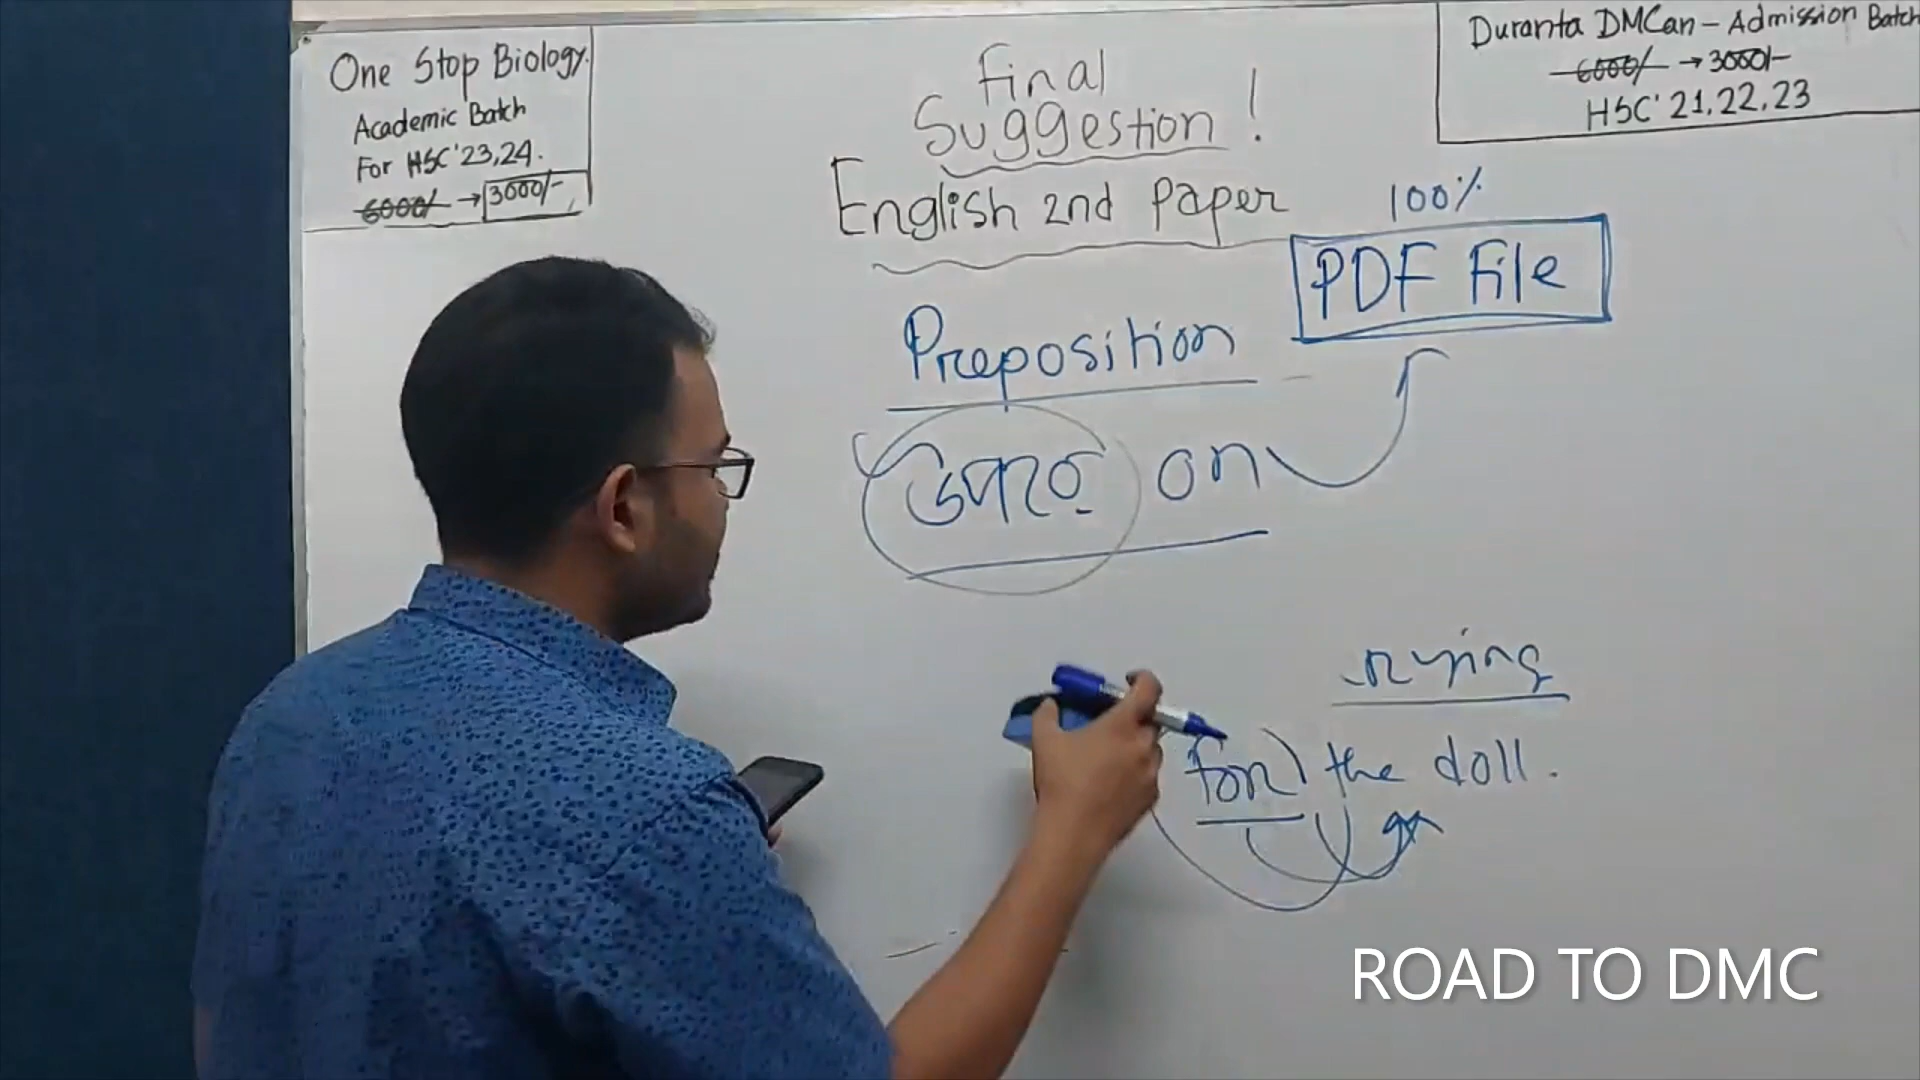 One Stop Biology.
Academic Batch
For HSC'23,24.
6000/- → 3000/-
Final
Suggestion!
English 2nd Paper
Duranta DMCan - Admission Batch
6000/- → 3000/-
HSC'21,22,23
100%
PDF File
Preposition
উপরে on
for) the doll.
ROAD TO DMC